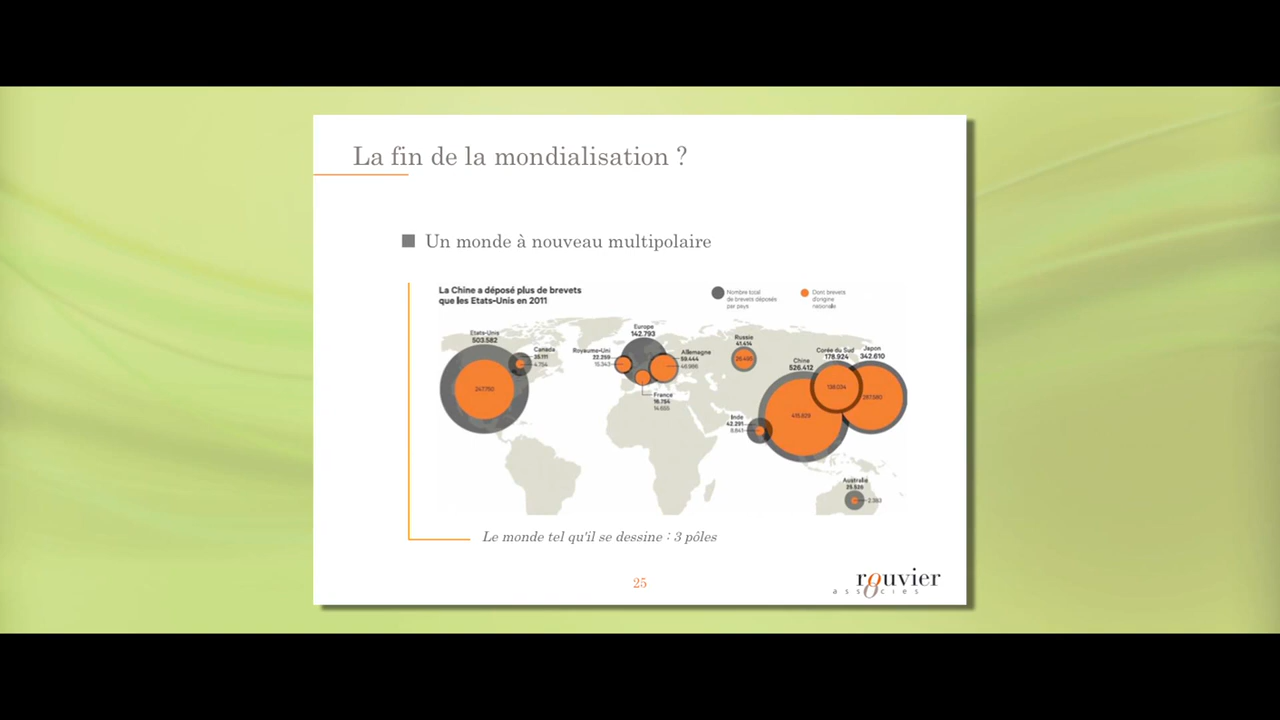 La fin de la mondialisation ?
Un monde à nouveau multipolaire
La Chine a déposé plus de brevets
que les Etats-Unis en 2011
Nombre total
de brevets déposés
par pays
Dont brevets
d'origine
nationale
Etats-Unis
503.582
247.750
Canada
35.111
4.754
Royaume-Uni
22.259
15.343
Europe
142.793
Allemagne
59.444
46.986
France
16.754
14.655
Russie
41.414
26.495
Inde
42.291
8.841
Chine
526.412
415.829
Corée du Sud
178.924
138.034
Japon
342.610
287.580
Australie
25.526
2.383
Le monde tel qu'il se dessine : 3 pôles
25
rouvier
associés